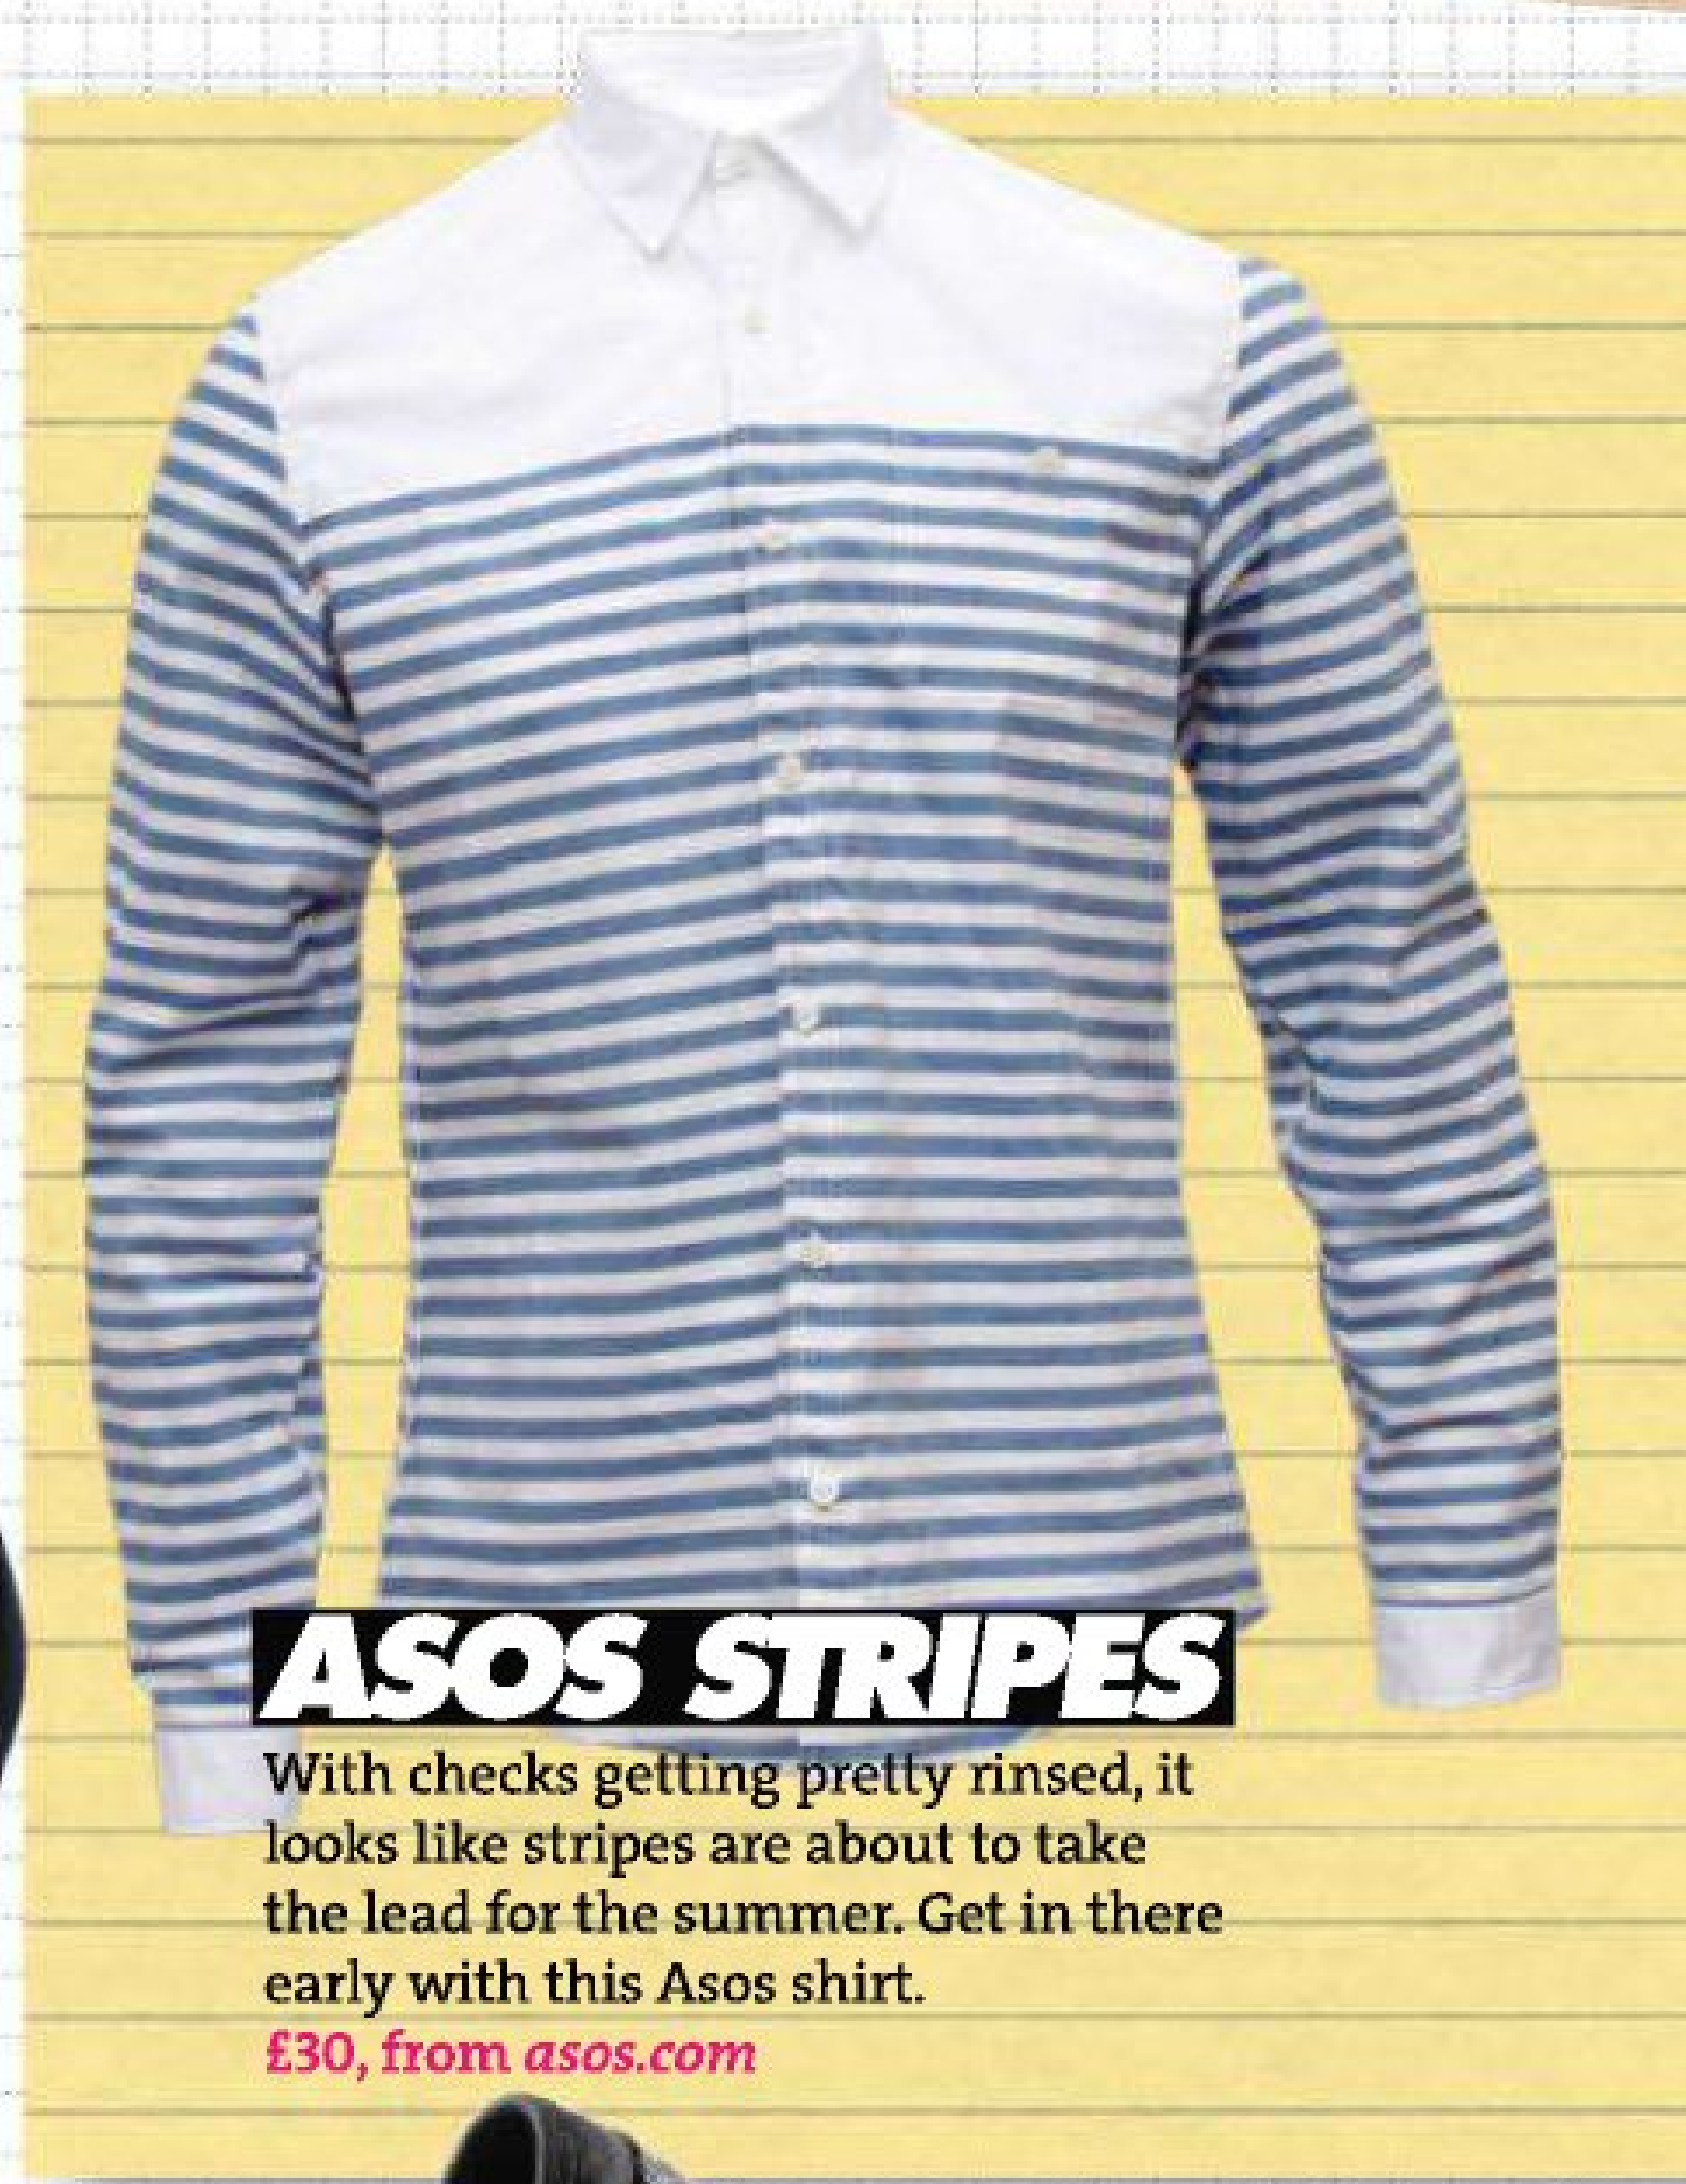 ASOS STRIPES
With checks getting pretty rinsed, it
looks like stripes are about to take
the lead for the summer. Get in there
early with this Asos shirt.
£30, from asos.com